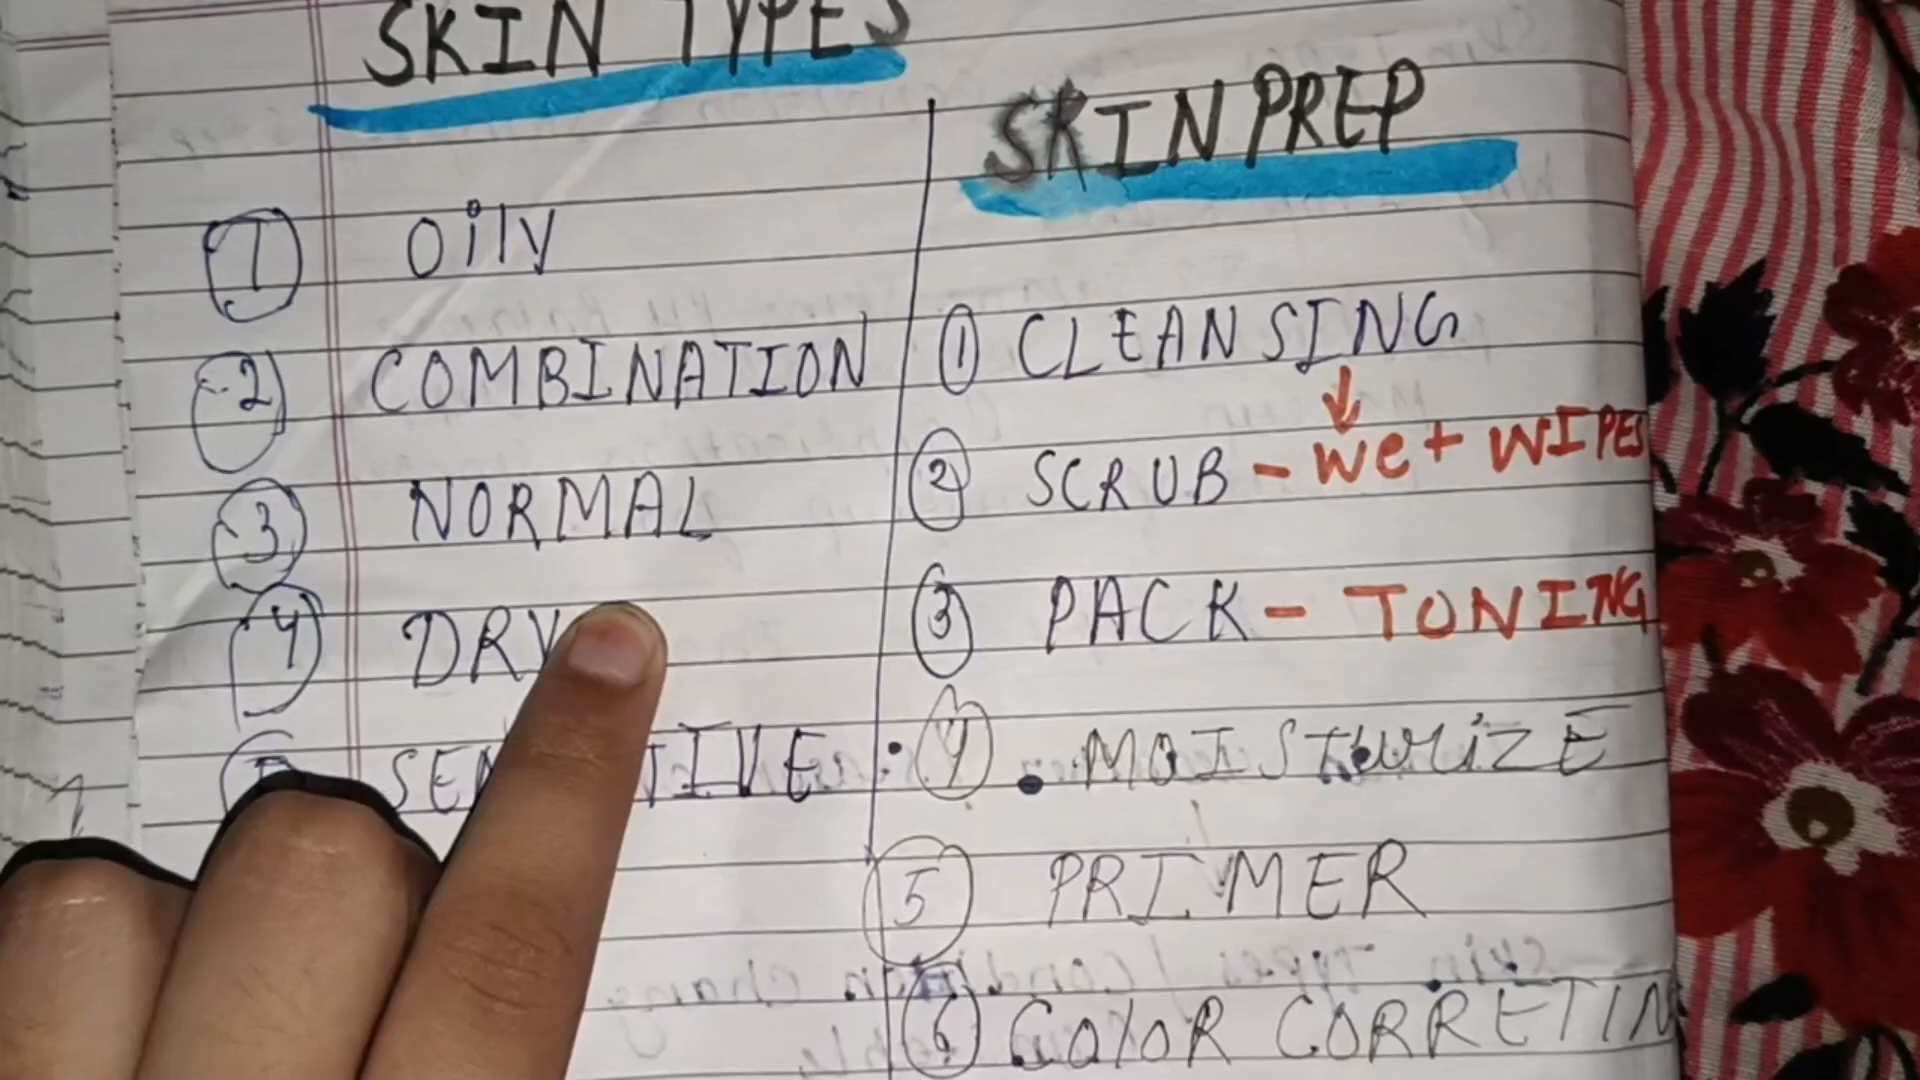 SKIN TYPES
① Oily
② COMBINATION
③ NORMAL
④ DRY
SENSITIVE
SKIN PREP
① CLEANSING
↓
② SCRUB - Wet WIPES
③ PACK - TONING
④ MOISTURIZE
⑤ PRIMER
⑥ COLOR CORRETIN